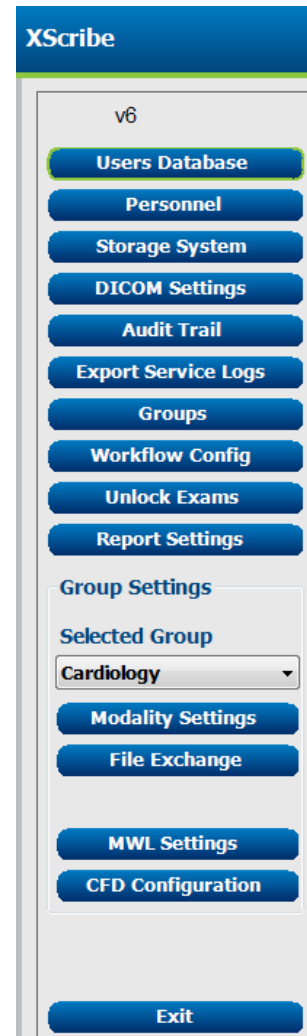 XScribe
v6
Users Database
Personnel
Storage System
DICOM Settings
Audit Trail
Export Service Logs
Groups
Workflow Config
Unlock Exams
Report Settings
Group Settings
Selected Group
Cardiology
Modality Settings
File Exchange
MWL Settings
CFD Configuration
Exit